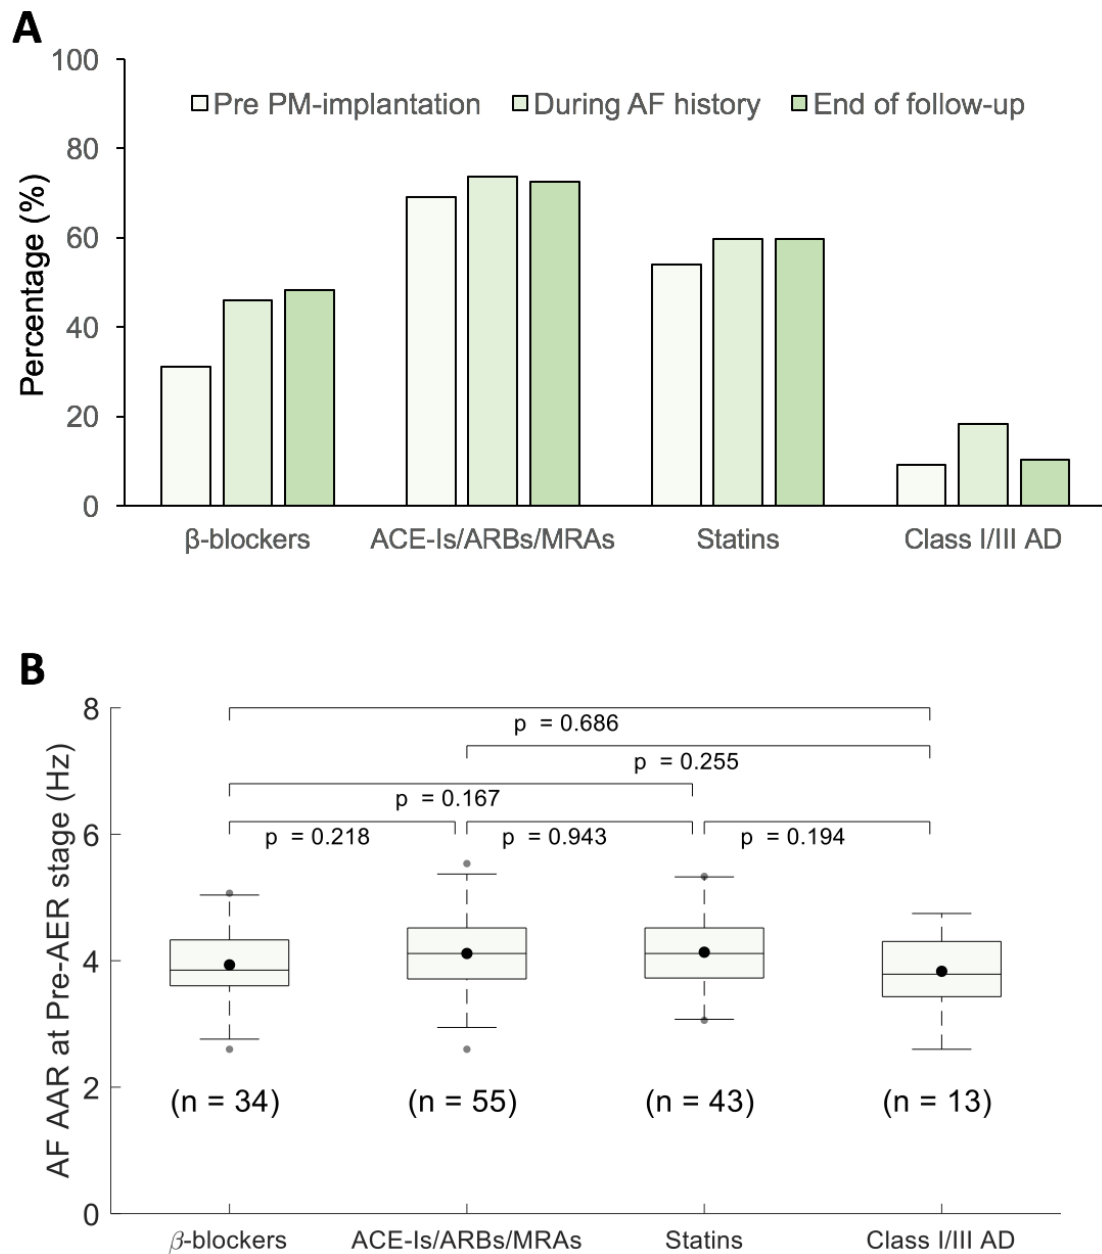 A
100
Pre PM-implantation During AF history End of follow-up
80
60
40
20
0
Percentage (%)
β-blockers ACE-Is/ARBs/MRAs Statins Class I/III AD
B
8
p = 0.686
p = 0.255
p = 0.167
6
p = 0.218 p = 0.943 p = 0.194
4
2
(n = 34) (n = 55) (n = 43) (n = 13)
0
AF AAR at Pre-AER stage (Hz)
β-blockers ACE-Is/ARBs/MRAs Statins Class I/III AD